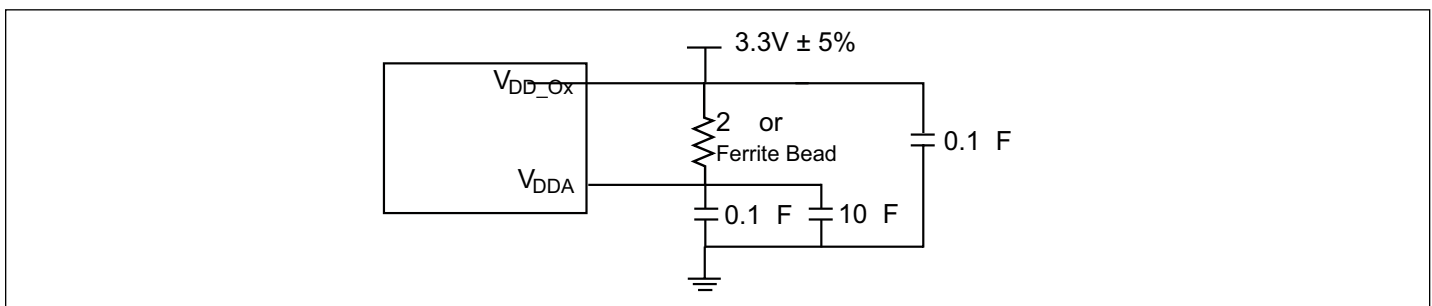 3.3V ± 5%
VDD_Ox
2 or
Ferrite Bead
0.1 F
VDDA
0.1 F
10 F